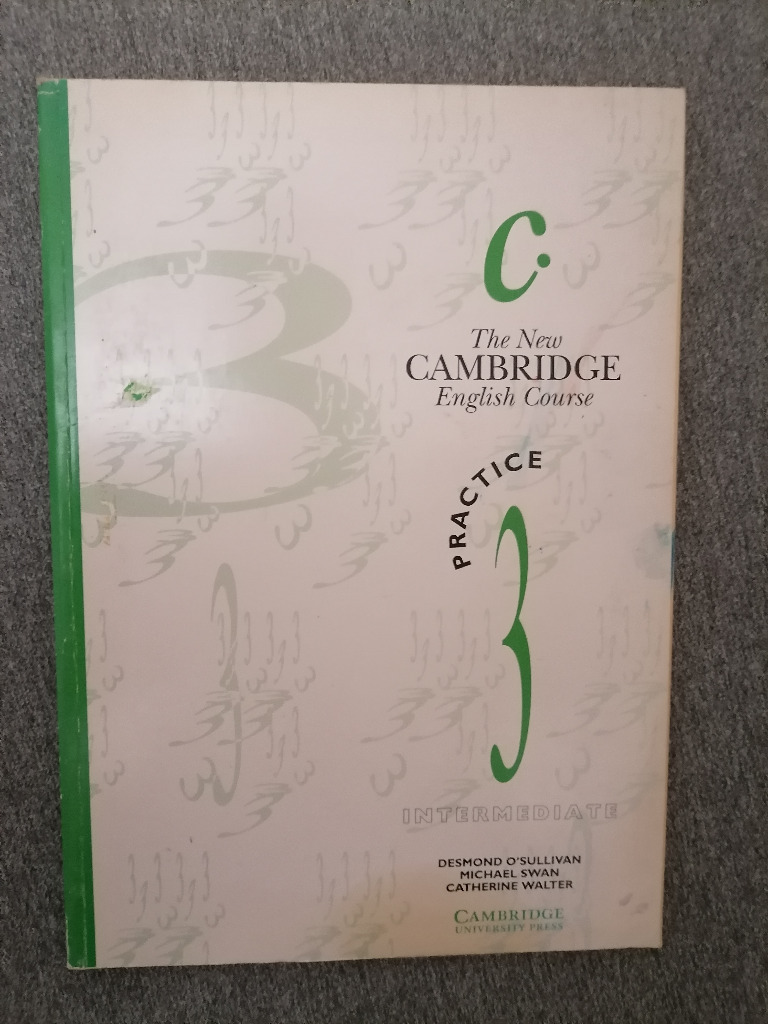 c.
The New
CAMBRIDGE
English Course
PRACTICE
3
INTERMEDIATE
DESMOND O'SULLIVAN
MICHAEL SWAN
CATHERINE WALTER
CAMBRIDGE
UNIVERSITY PRESS